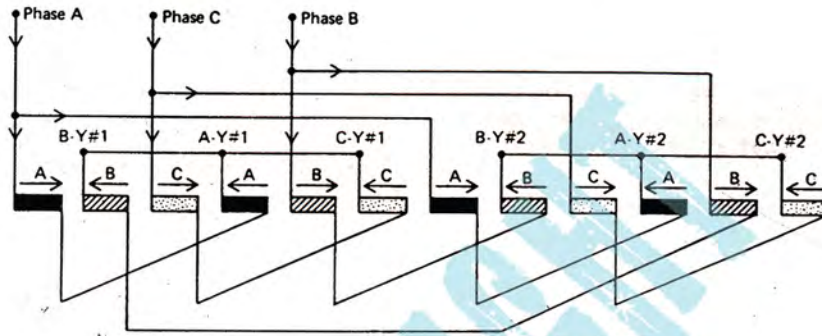 Phase A Phase C Phase B
B-Y#1 A-Y#1 C-Y#1 B-Y#2 A-Y#2 C-Y#2
A B C A B C A B C A B C